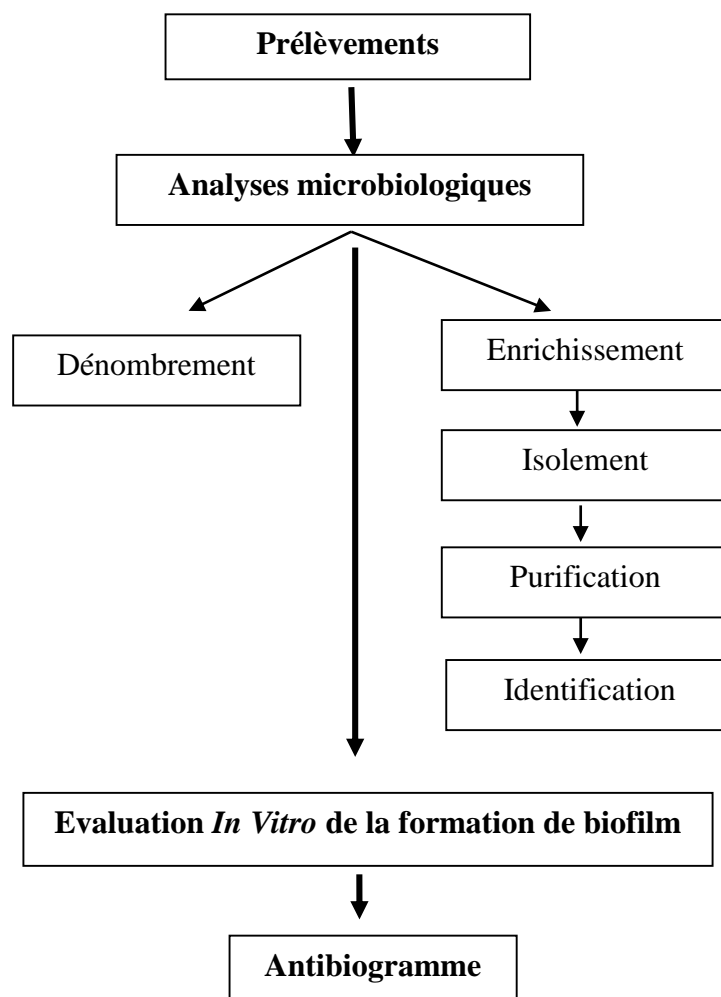 Prélèvements
Analyses microbiologiques
Dénombrement
Enrichissement
Isolement
Purification
Identification
Evaluation In Vitro de la formation de biofilm
Antibiogramme